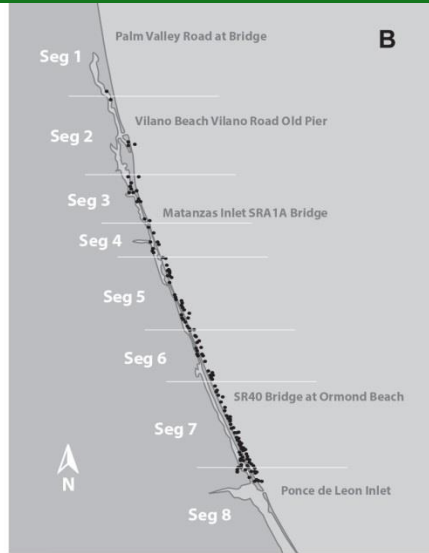 Palm Valley Road at Bridge
B
Seg 1
Vilano Beach Vilano Road Old Pier
Seg 2
Seg 3
Matanzas Inlet SRA1A Bridge
Seg 4
Seg 5
Seg 6
SR40 Bridge at Ormond Beach
Seg 7
N
Ponce de Leon Inlet
Seg 8